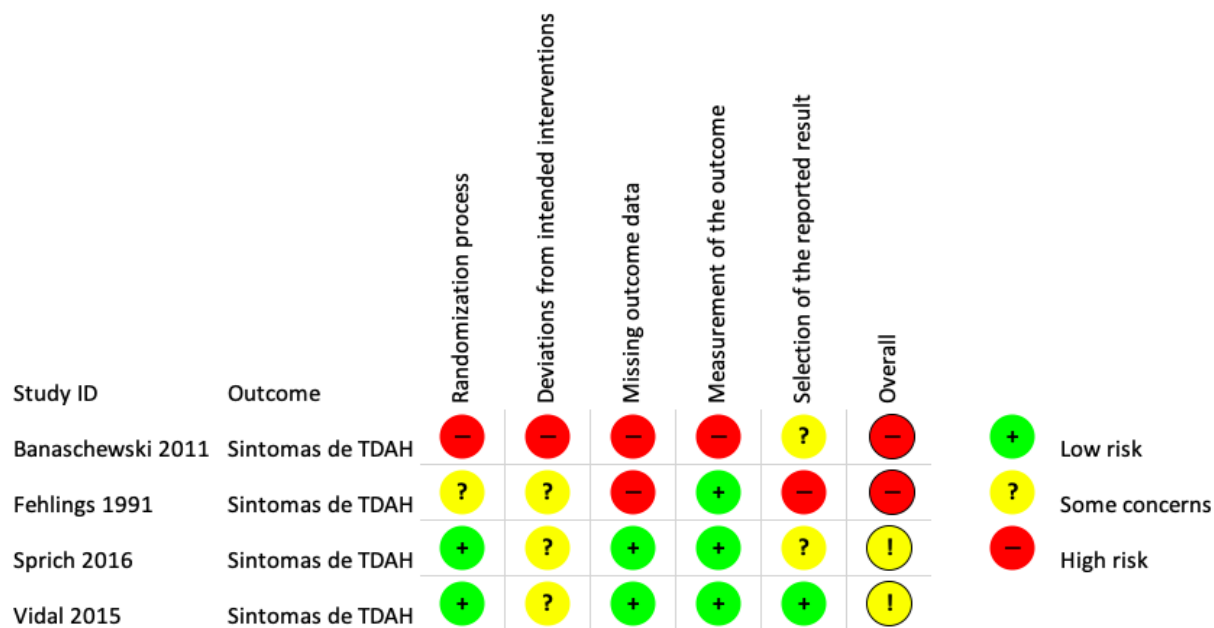 Study ID
Outcome
Randomization process
Deviations from intended interventions
Missing outcome data
Measurement of the outcome
Selection of the reported result
Overall
Banaschewski 2011 Sintomas de TDAH − − − − ? −
Fehlings 1991 Sintomas de TDAH ? ? − + − −
Sprich 2016 Sintomas de TDAH + ? + + ? !
Vidal 2015 Sintomas de TDAH + ? + + + !
+ Low risk
? Some concerns
− High risk